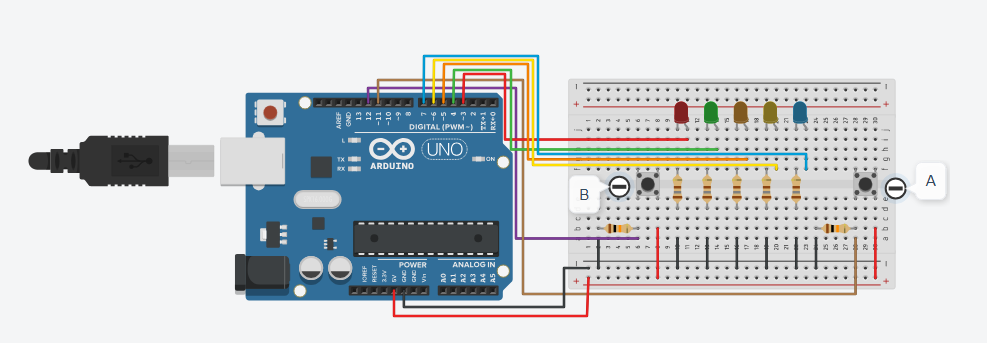 AREF
GND
13
12
~11
~10
~9
8
7
~6
~5
4
~3
2
TX→1
RX←0
DIGITAL (PWM~)
L
TX
RX
UNO
ON
ARDUINO
POWER
ANALOG IN
IOREF
RESET
3.3V
5V
GND
GND
Vin
A0
A1
A2
A3
A4
A5
B
A